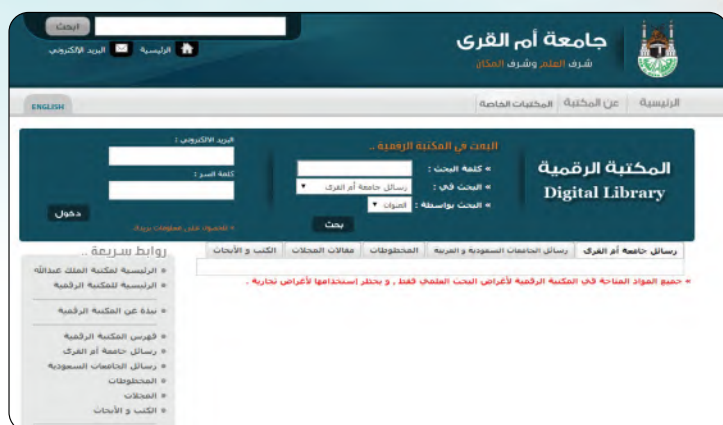 جامعة أم القرى
شرف العلم, وشرف المكان
ابحث
الرئيسية
البريد الالكتروني
الرئيسية
عن المكتبة
المكتبات الخاصة
ENGLISH
المكتبة الرقمية
Digital Library
البحث في المكتبة الرقمية ..
» كلمة البحث :
» البحث في : رسائل جامعة أم القرى
» البحث بواسطة : العنوان
بحث
البريد الالكتروني :
كلمة السر :
دخول
رسائل جامعة أم القرى
رسائل الجامعات السعودية و العربية
المخطوطات
مقالات المجلات
الكتب و الأبحاث
» جميع المواد المتاحة في المكتبة الرقمية لأغراض البحث العلمي فقط , و يحظر إستخدامها لأغراض تجارية .
روابط سريعة ..
» الرئيسية لمكتبة الملك عبدالله
» الرئيسية للمكتبة الرقمية
» نبذة عن المكتبة الرقمية
» فهرس المكتبة الرقمية
» رسائل جامعة أم القرى
» رسائل الجامعات السعودية
» المخطوطات
» المجلات
» الكتب و الأبحاث